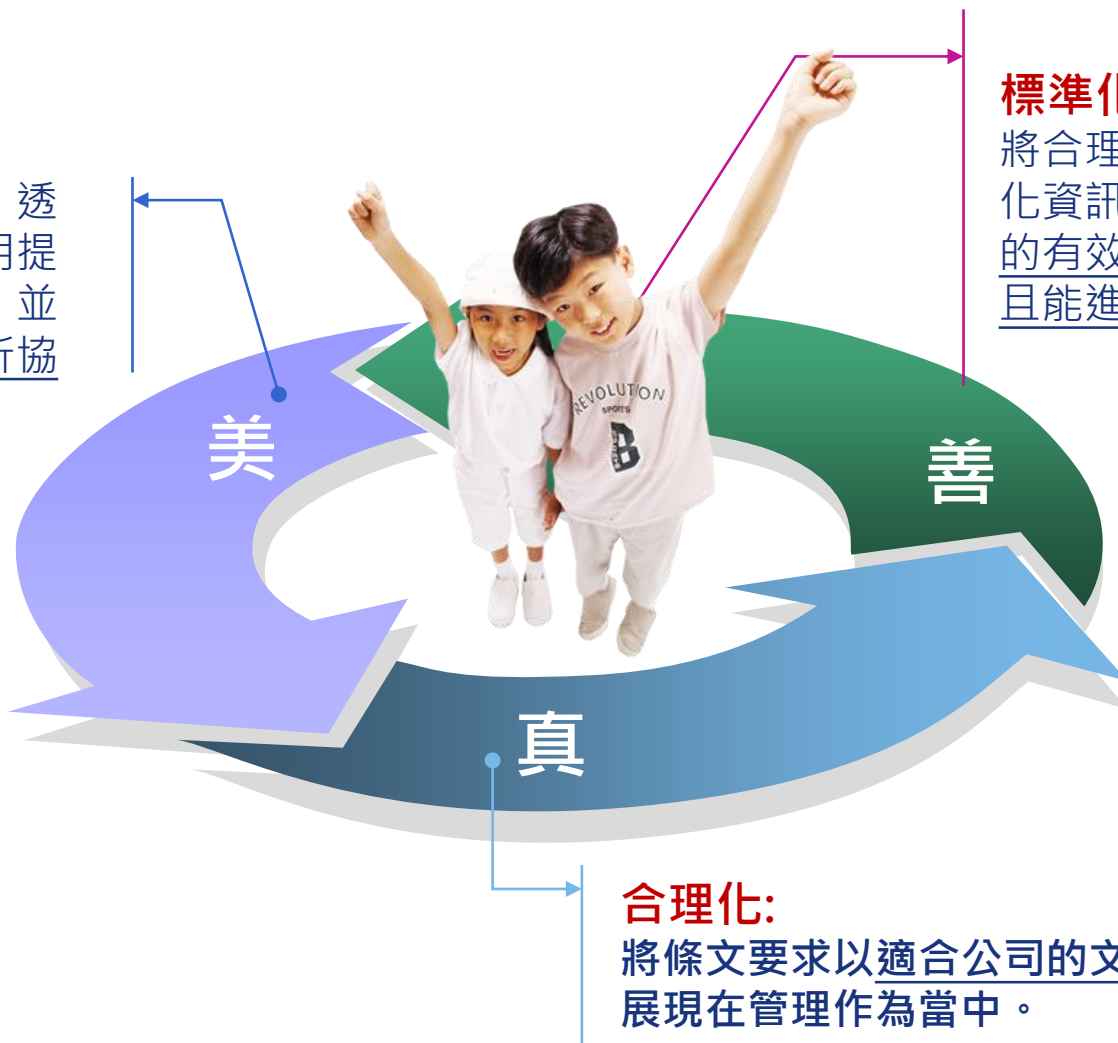 標準化
將合理
化資訊
的有效
且能進
透
明提
並
新協
美
善
REVOLUTION
SPORTS
B
真
合理化:
將條文要求以適合公司的文
展現在管理作為當中。